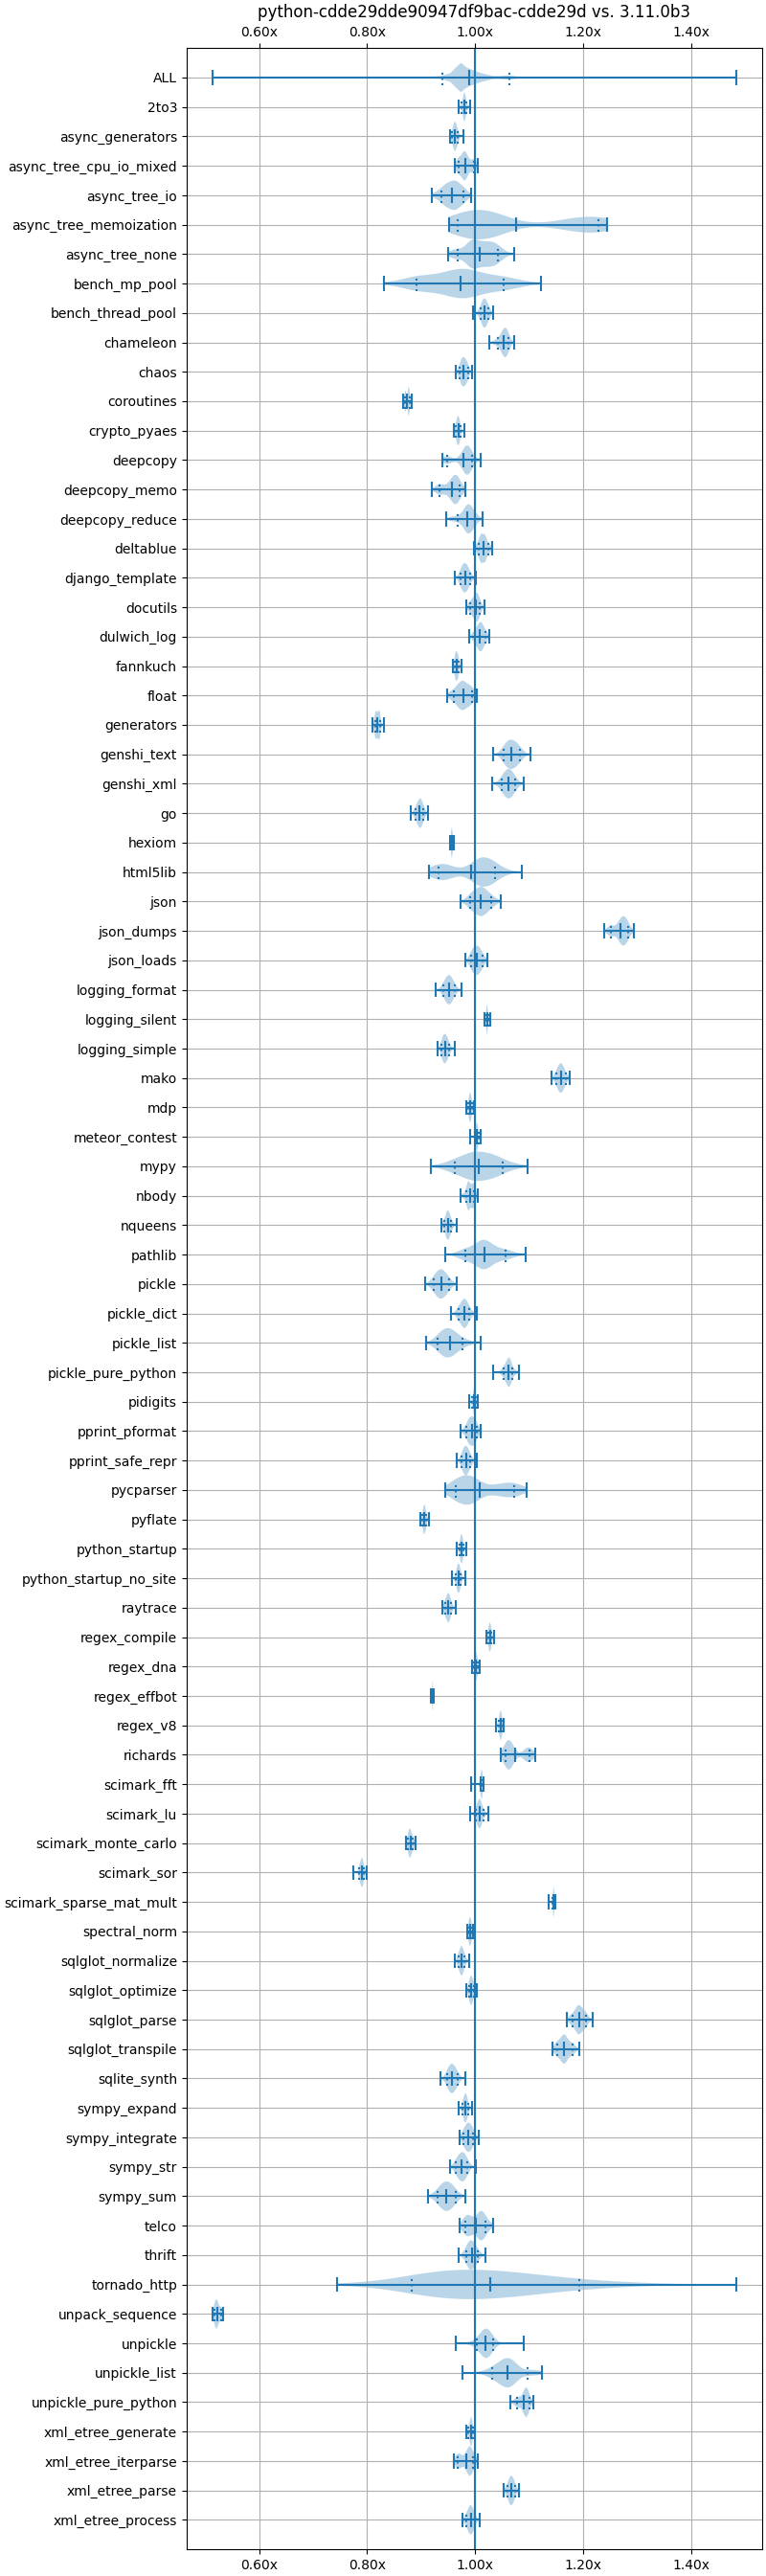 python-cdde29dde90947df9bac-cdde29d vs. 3.11.0b3
0.60x 0.80x 1.00x 1.20x 1.40x
ALL
2to3
async_generators
async_tree_cpu_io_mixed
async_tree_io
async_tree_memoization
async_tree_none
bench_mp_pool
bench_thread_pool
chameleon
chaos
coroutines
crypto_pyaes
deepcopy
deepcopy_memo
deepcopy_reduce
deltablue
django_template
docutils
dulwich_log
fannkuch
float
generators
genshi_text
genshi_xml
go
hexiom
html5lib
json
json_dumps
json_loads
logging_format
logging_silent
logging_simple
mako
mdp
meteor_contest
mypy
nbody
nqueens
pathlib
pickle
pickle_dict
pickle_list
pickle_pure_python
pidigits
pprint_pformat
pprint_safe_repr
pycparser
pyflate
python_startup
python_startup_no_site
raytrace
regex_compile
regex_dna
regex_effbot
regex_v8
richards
scimark_fft
scimark_lu
scimark_monte_carlo
scimark_sor
scimark_sparse_mat_mult
spectral_norm
sqlglot_normalize
sqlglot_optimize
sqlglot_parse
sqlglot_transpile
sqlite_synth
sympy_expand
sympy_integrate
sympy_str
sympy_sum
telco
thrift
tornado_http
unpack_sequence
unpickle
unpickle_list
unpickle_pure_python
xml_etree_generate
xml_etree_iterparse
xml_etree_parse
xml_etree_process
0.60x 0.80x 1.00x 1.20x 1.40x